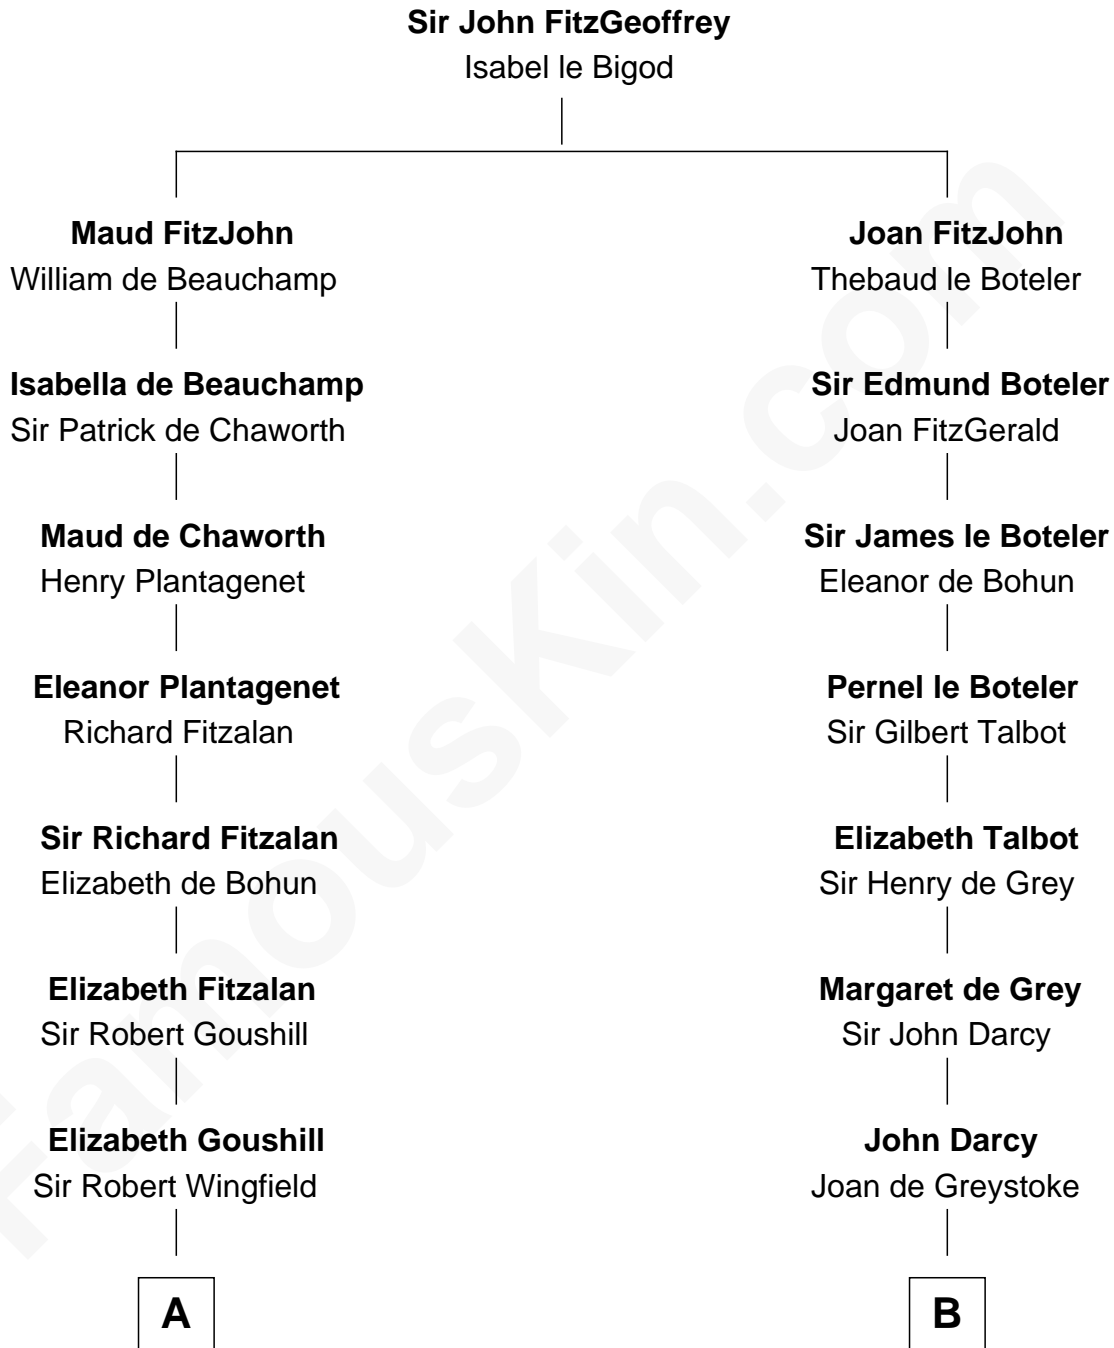 Sir John FitzGeoffrey
Isabel le Bigod
Maud FitzJohn
William de Beauchamp
Isabella de Beauchamp
Sir Patrick de Chaworth
Maud de Chaworth
Henry Plantagenet
Eleanor Plantagenet
Richard Fitzalan
Sir Richard Fitzalan
Elizabeth de Bohun
Elizabeth Fitzalan
Sir Robert Goushill
Elizabeth Goushill
Sir Robert Wingfield
A
Joan FitzJohn
Thebaud le Boteler
Sir Edmund Boteler
Joan FitzGerald
Sir James le Boteler
Eleanor de Bohun
Pernel le Boteler
Sir Gilbert Talbot
Elizabeth Talbot
Sir Henry de Grey
Margaret de Grey
Sir John Darcy
John Darcy
Joan de Greystoke
B
FamousKin.com